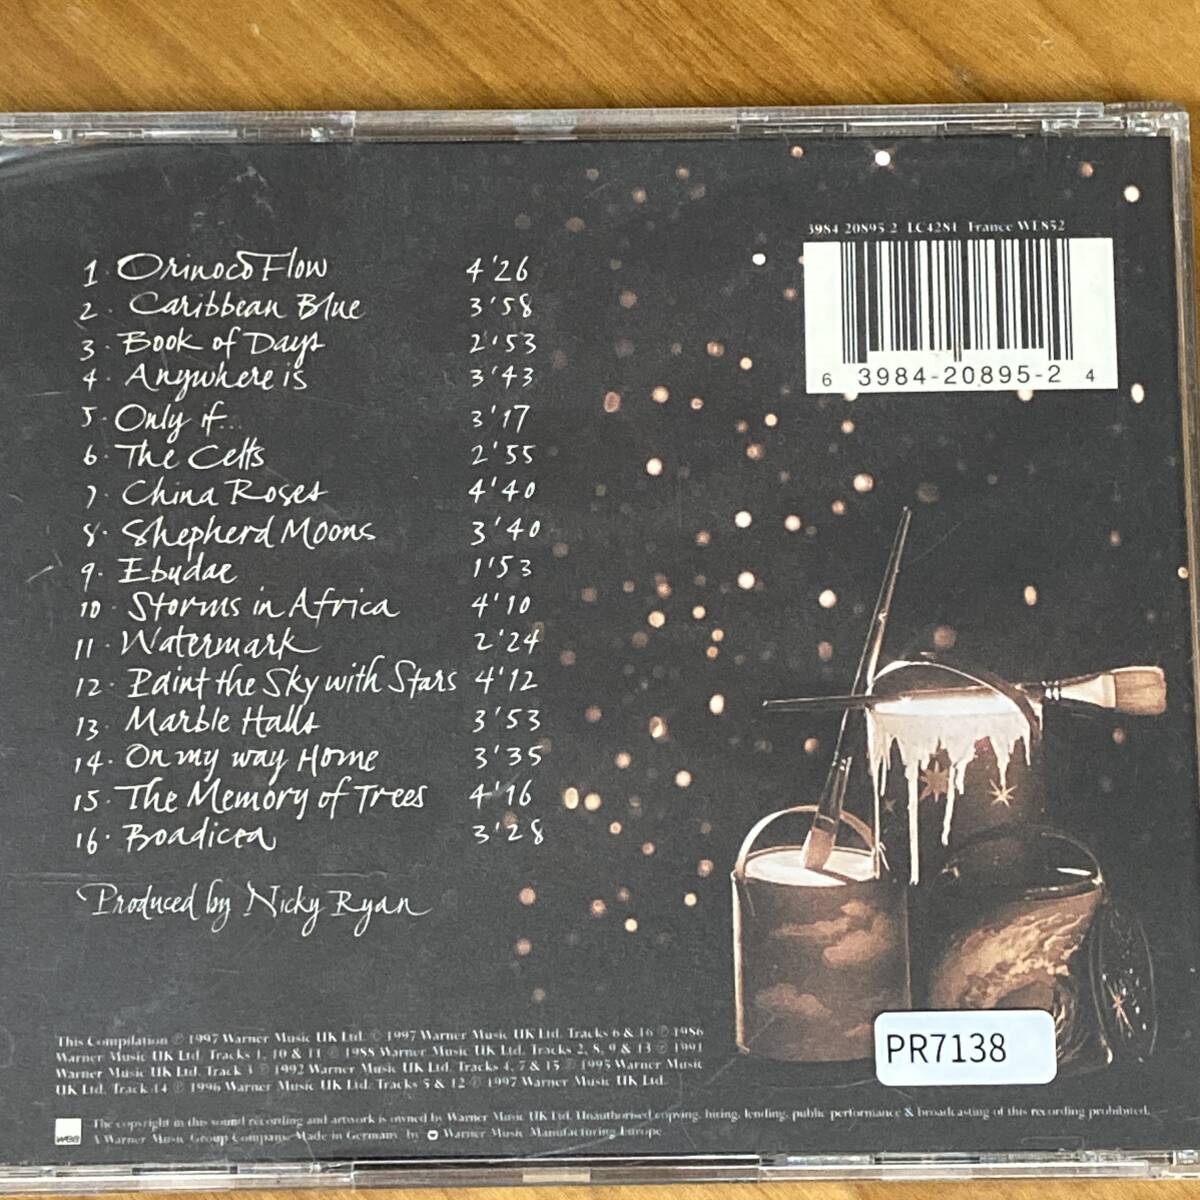 1 · Orinoco Flow 4'26
2 · Caribbean Blue 3'58
3 · Book of Days 2'53
4 · Anywhere is 3'43
5 · Only if... 3'17
6 · The Celts 2'55
7 · China Roses 4'40
8 · Shepherd Moons 3'40
9 · Ebudae 1'53
10 · Storms in Africa 4'10
11 · Watermark 2'24
12 · Paint the Sky with Stars 4'12
13 · Marble Halls 3'53
14 · On my way Home 3'35
15 · The Memory of Trees 4'16
16 · Boadicea 3'28
Produced by Nicky Ryan
3984 20895 2 LC4281 France WE852
6 3984-20895-2 4
This Compilation ℗ 1997 Warner Music UK Ltd. © 1997 Warner Music UK Ltd. Tracks 6 & 16 ℗ 1986
Warner Music UK Ltd. Tracks 1, 10 & 11 ℗ 1988 Warner Music UK Ltd. Tracks 2, 8, 9 & 13 ℗ 1991
Warner Music UK Ltd. Track 3 ℗ 1992 Warner Music UK Ltd. Tracks 4, 7 & 15 ℗ 1995 Warner Music
UK Ltd. Track 14 ℗ 1996 Warner Music UK Ltd. Tracks 5 & 12 ℗ 1997 Warner Music UK Ltd.
PR7138
wea
The copyright in this sound recording and artwork is owned by Warner Music UK Ltd. Unauthorised copying, hiring, lending, public performance & broadcasting of this recording prohibited.
A Warner Music Group Company. Made in Germany by Warner Music Manufacturing Europe.